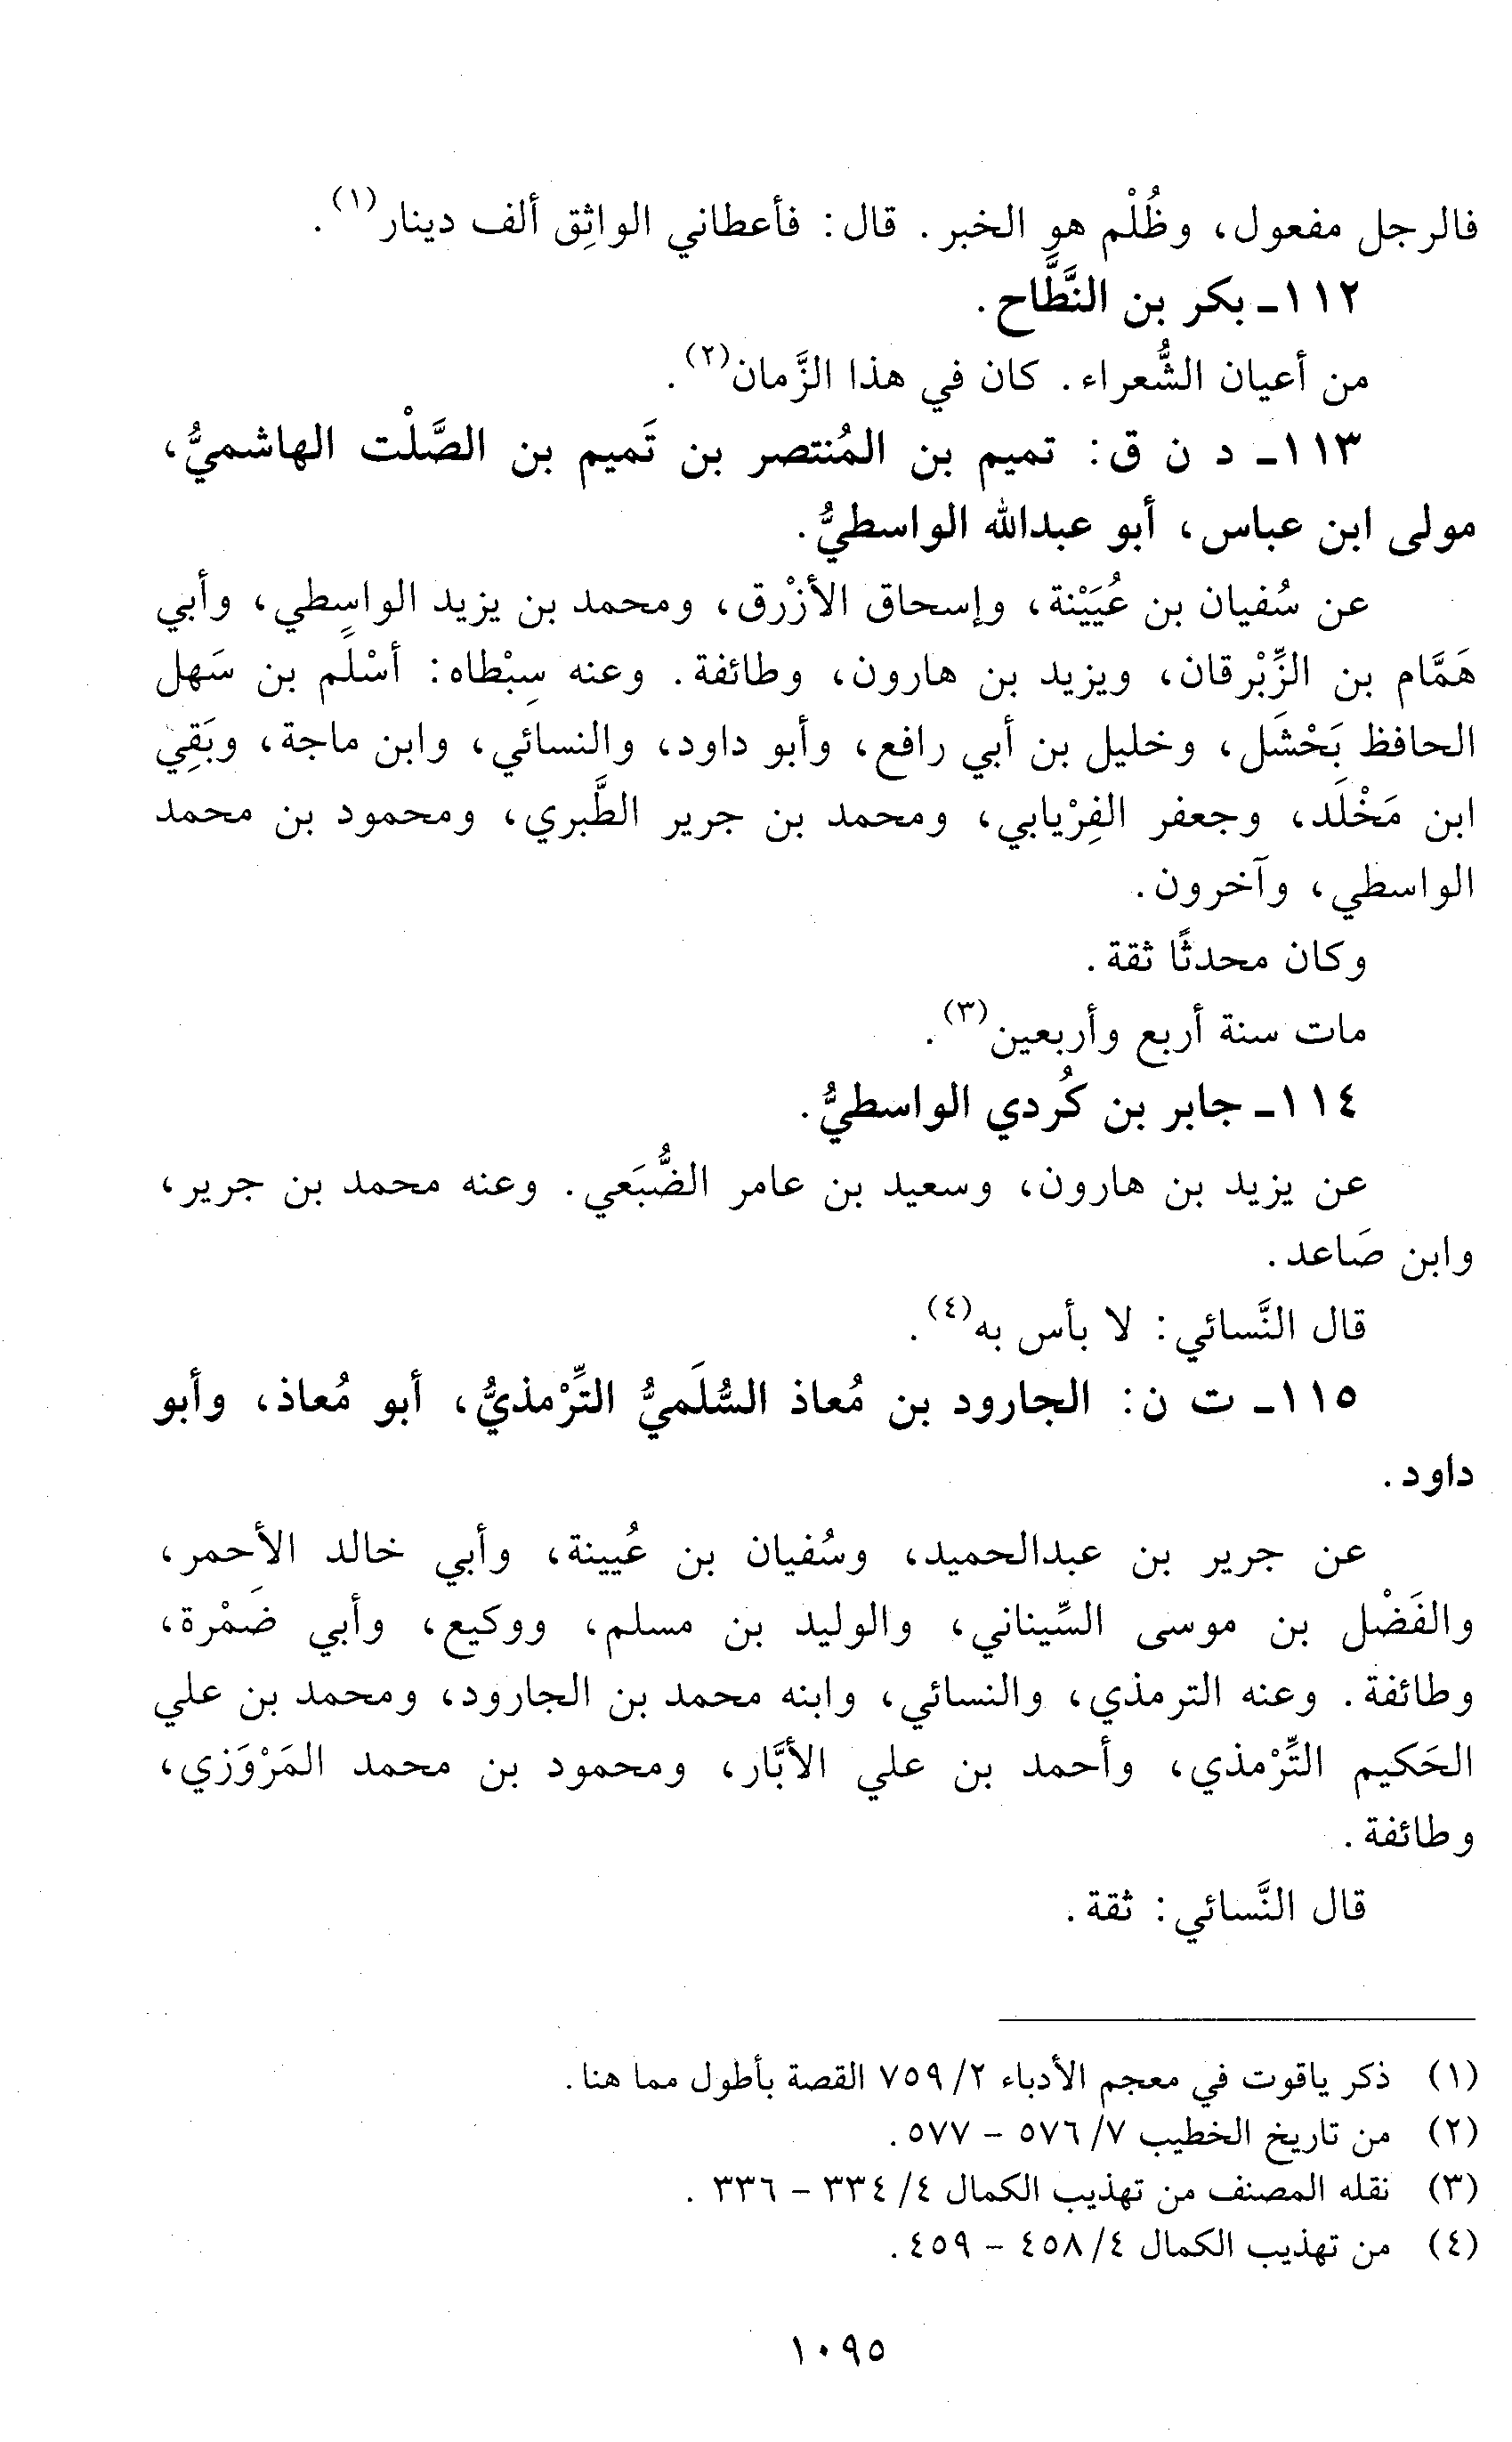 فالرجل مفعول، وظُلْم هو الخبر. قال: فأعطاني الواثِق ألف دينار(١).
١١٢ـ بكر بن النَّطَّاح.
من أعيان الشُّعراء. كان في هذا الزَّمان(٢).
١١٣ـ د ن ق: تميم بن المُنتصر بن تَميم بن الصَّلْت الهاشميُّ،
مولى ابن عباس، أبو عبدالله الواسطيُّ.
عن سُفيان بن عُيَيْنة، وإسحاق الأزْرق، ومحمد بن يزيد الواسِطي، وأبي
هَمَّام بن الزِّبْرقان، ويزيد بن هارون، وطائفة. وعنه سِبْطاه: أسْلَم بن سَهل
الحافظ بَحْشَل، وخليل بن أبي رافع، وأبو داود، والنسائي، وابن ماجة، وبَقِي
ابن مَخْلَد، وجعفر الفِرْيابي، ومحمد بن جرير الطَّبري، ومحمود بن محمد
الواسطي، وآخرون.
وكان محدثًا ثقة.
مات سنة أربع وأربعين(٣).
١١٤ـ جابر بن كُردي الواسطيُّ.
عن يزيد بن هارون، وسعيد بن عامر الضُّبَعي. وعنه محمد بن جرير،
وابن صَاعد.
قال النَّسائي: لا بأس به(٤).
١١٥ـ ت ن: الجارود بن مُعاذ السُّلَميُّ التِّرْمذيُّ، أبو مُعاذ، وأبو
داود.
عن جرير بن عبدالحميد، وسُفيان بن عُيينة، وأبي خالد الأحمر،
والفَضْل بن موسى السِّيناني، والوليد بن مسلم، ووكيع، وأبي ضَمْرة،
وطائفة. وعنه الترمذي، والنسائي، وابنه محمد بن الجارود، ومحمد بن علي
الحَكيم التِّرْمذي، وأحمد بن علي الأبَّار، ومحمود بن محمد المَرْوَزي،
وطائفة.
قال النَّسائي: ثقة.
(١) ذكر ياقوت في معجم الأدباء ٢/ ٧٥٩ القصة بأطول مما هنا.
(٢) من تاريخ الخطيب ٧/ ٥٧٦ - ٥٧٧.
(٣) نقله المصنف من تهذيب الكمال ٤/ ٣٣٤ - ٣٣٦.
(٤) من تهذيب الكمال ٤/ ٤٥٨ - ٤٥٩.
١٠٩٥